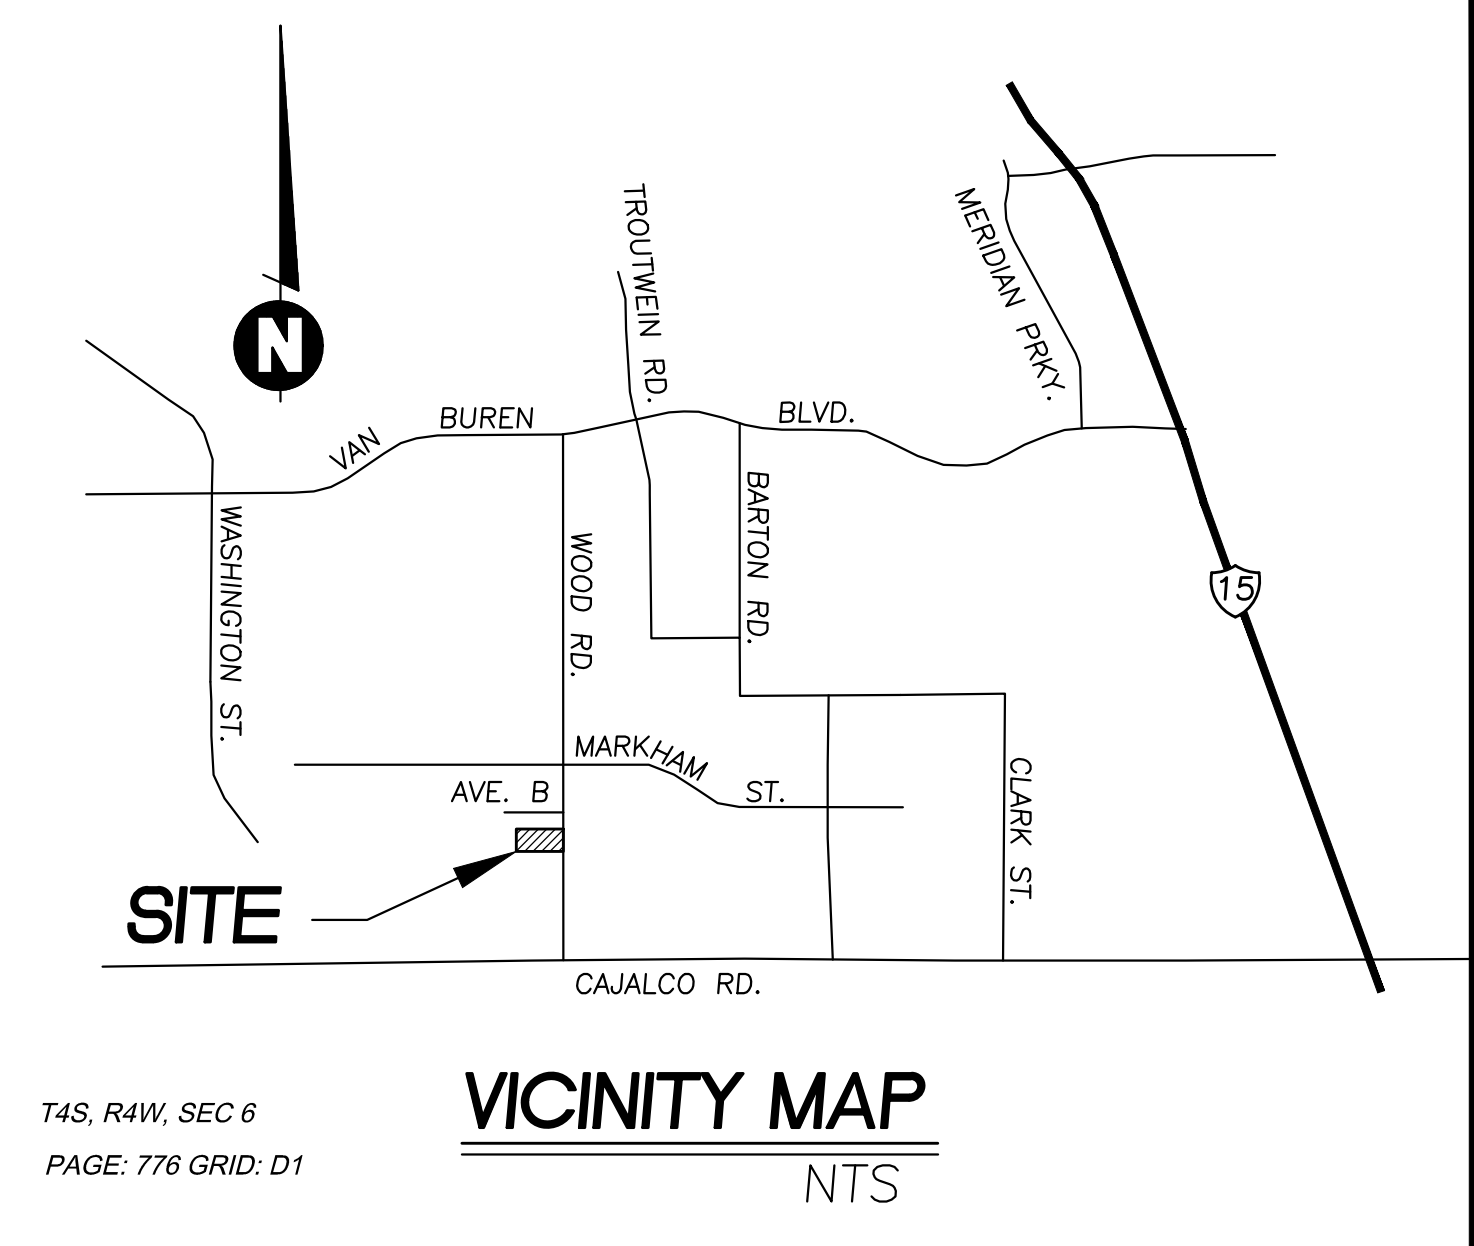 N
TROUTWEIN RD.
MERIDIAN PRKY.
VAN BUREN BLVD.
WASHINGTON ST.
WOOD RD.
BARTON RD.
15
MARKHAM ST.
AVE. B
CLARK ST.
SITE
CAJALCO RD.
VICINITY MAP
NTS
T4S, R4W, SEC 6
PAGE: 776 GRID: D1